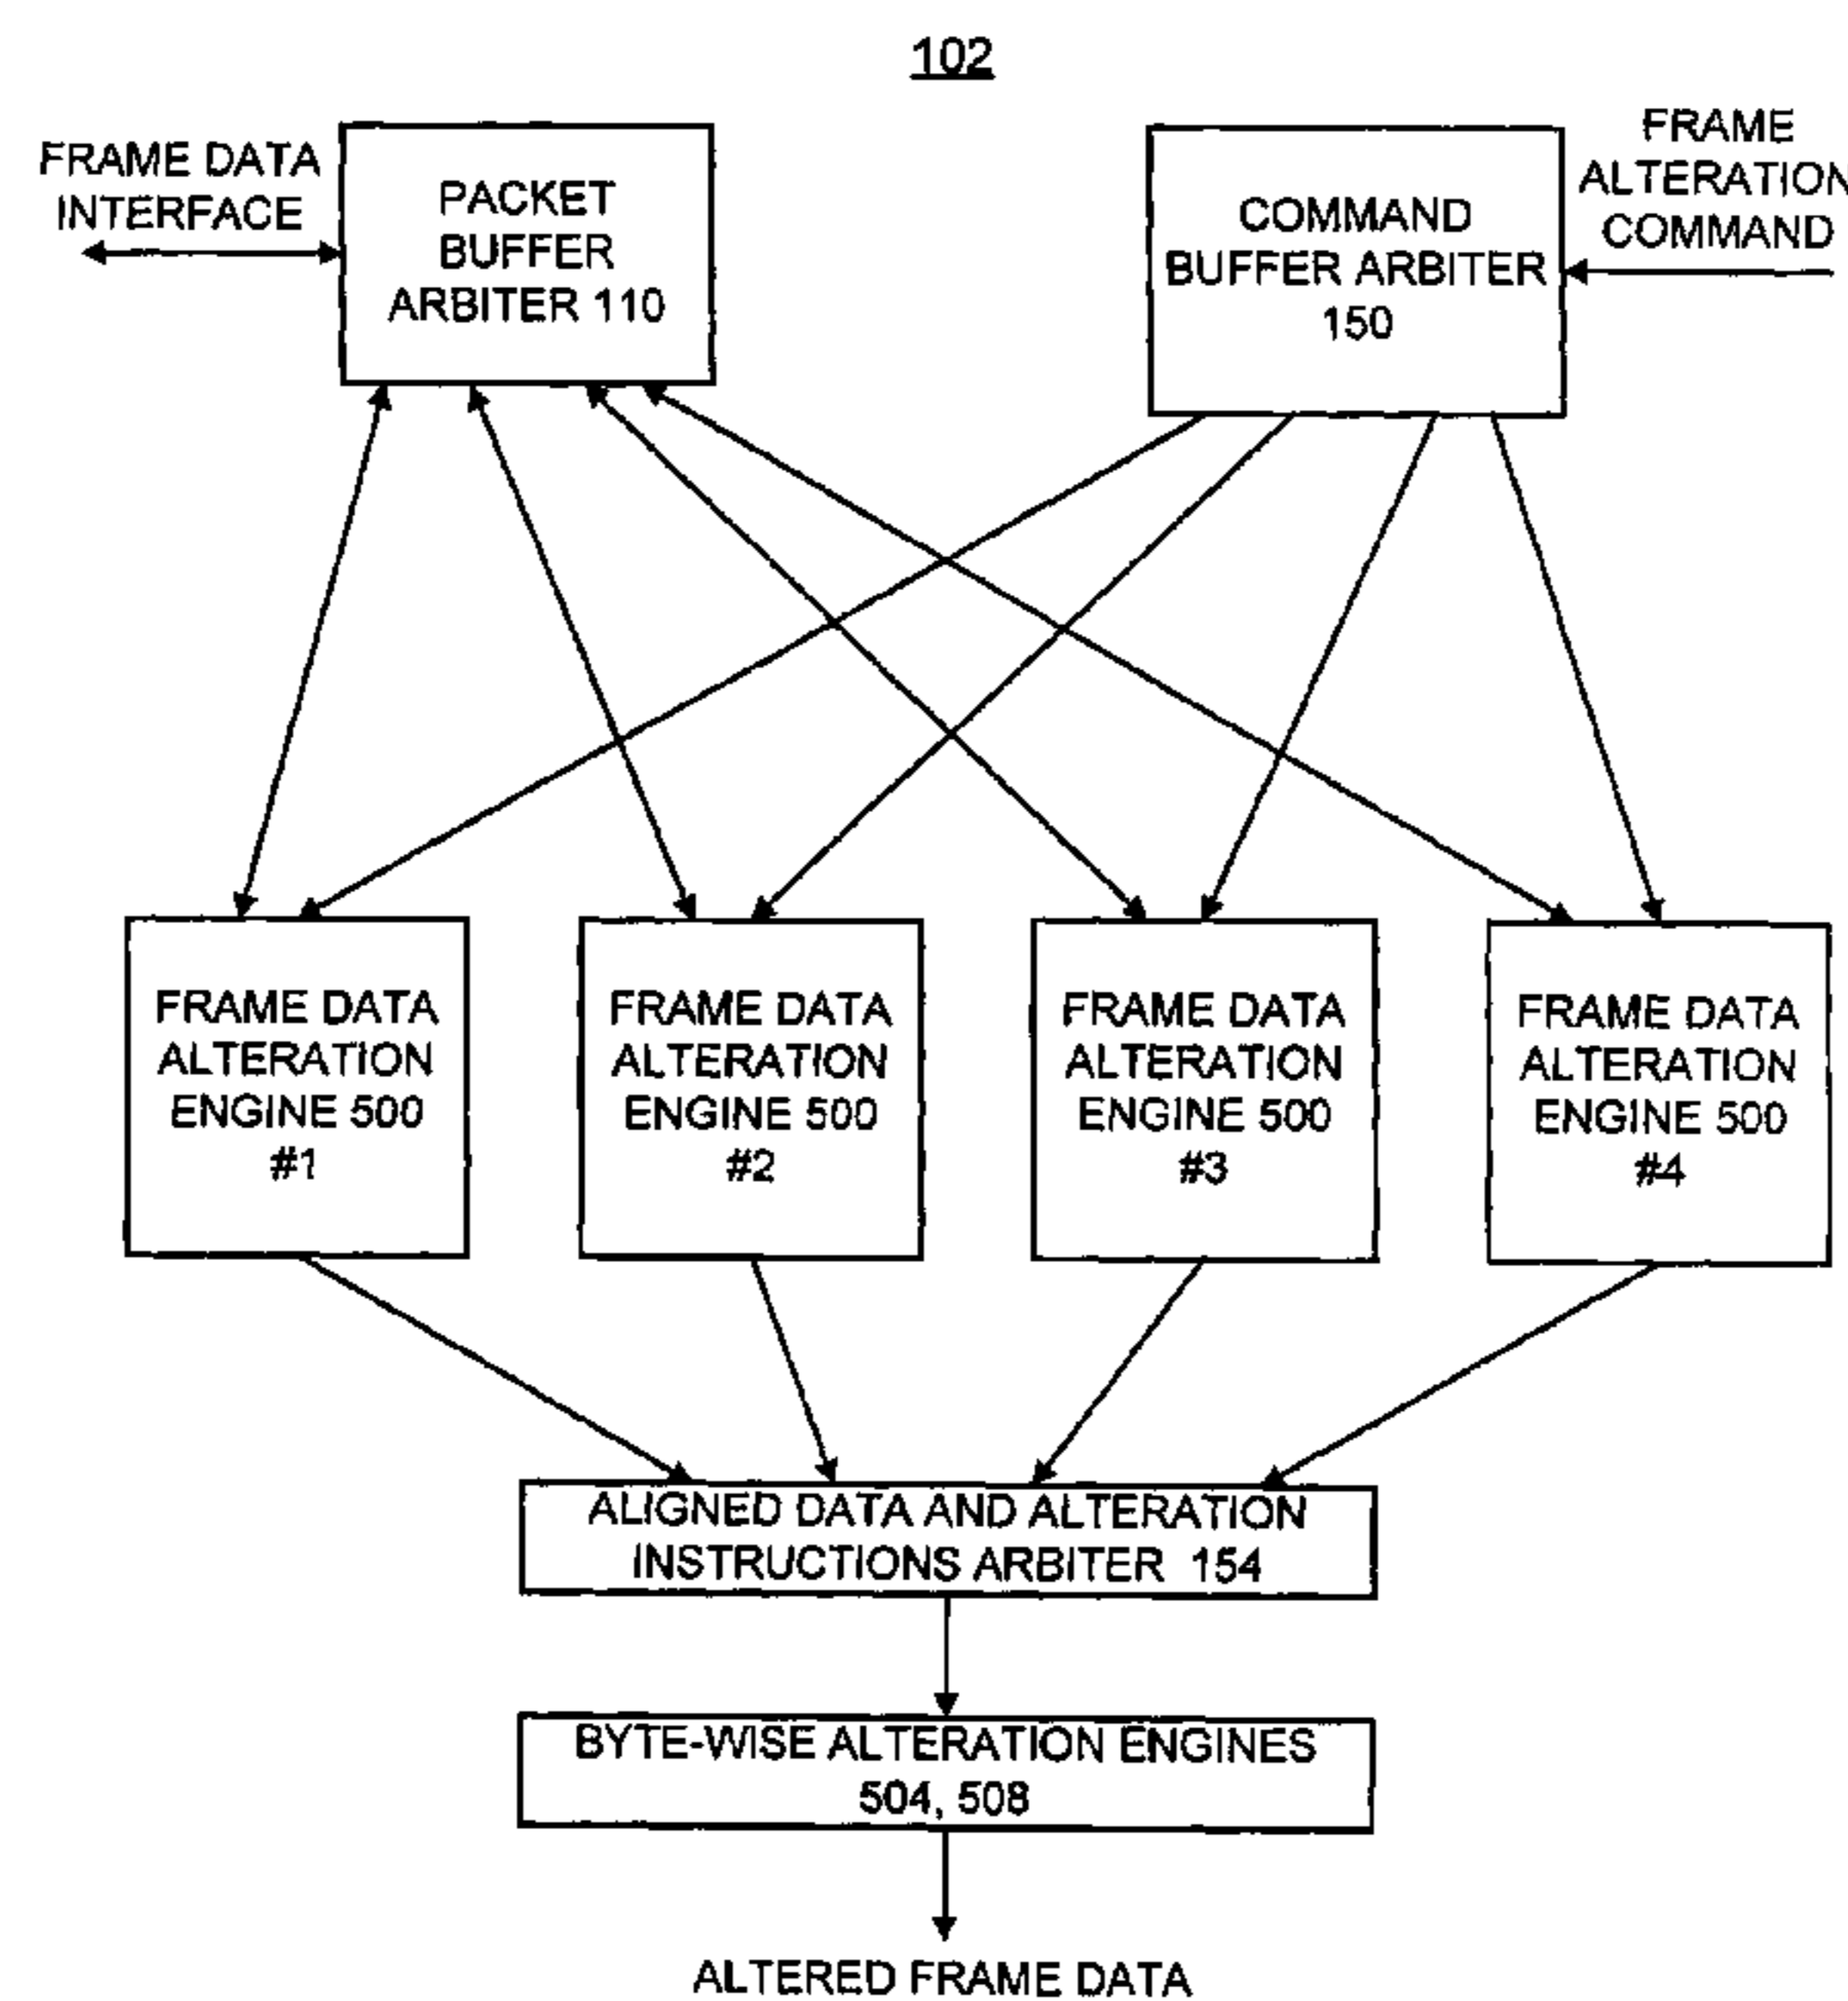 102
FRAME DATA
INTERFACE
PACKET
BUFFER
ARBITER 110
COMMAND
BUFFER ARBITER
150
FRAME
ALTERATION
COMMAND
FRAME DATA
ALTERATION
ENGINE 500
#1
FRAME DATA
ALTERATION
ENGINE 500
#2
FRAME DATA
ALTERATION
ENGINE 500
#3
FRAME DATA
ALTERATION
ENGINE 500
#4
ALIGNED DATA AND ALTERATION
INSTRUCTIONS ARBITER 154
BYTE-WISE ALTERATION ENGINES
504, 508
ALTERED FRAME DATA